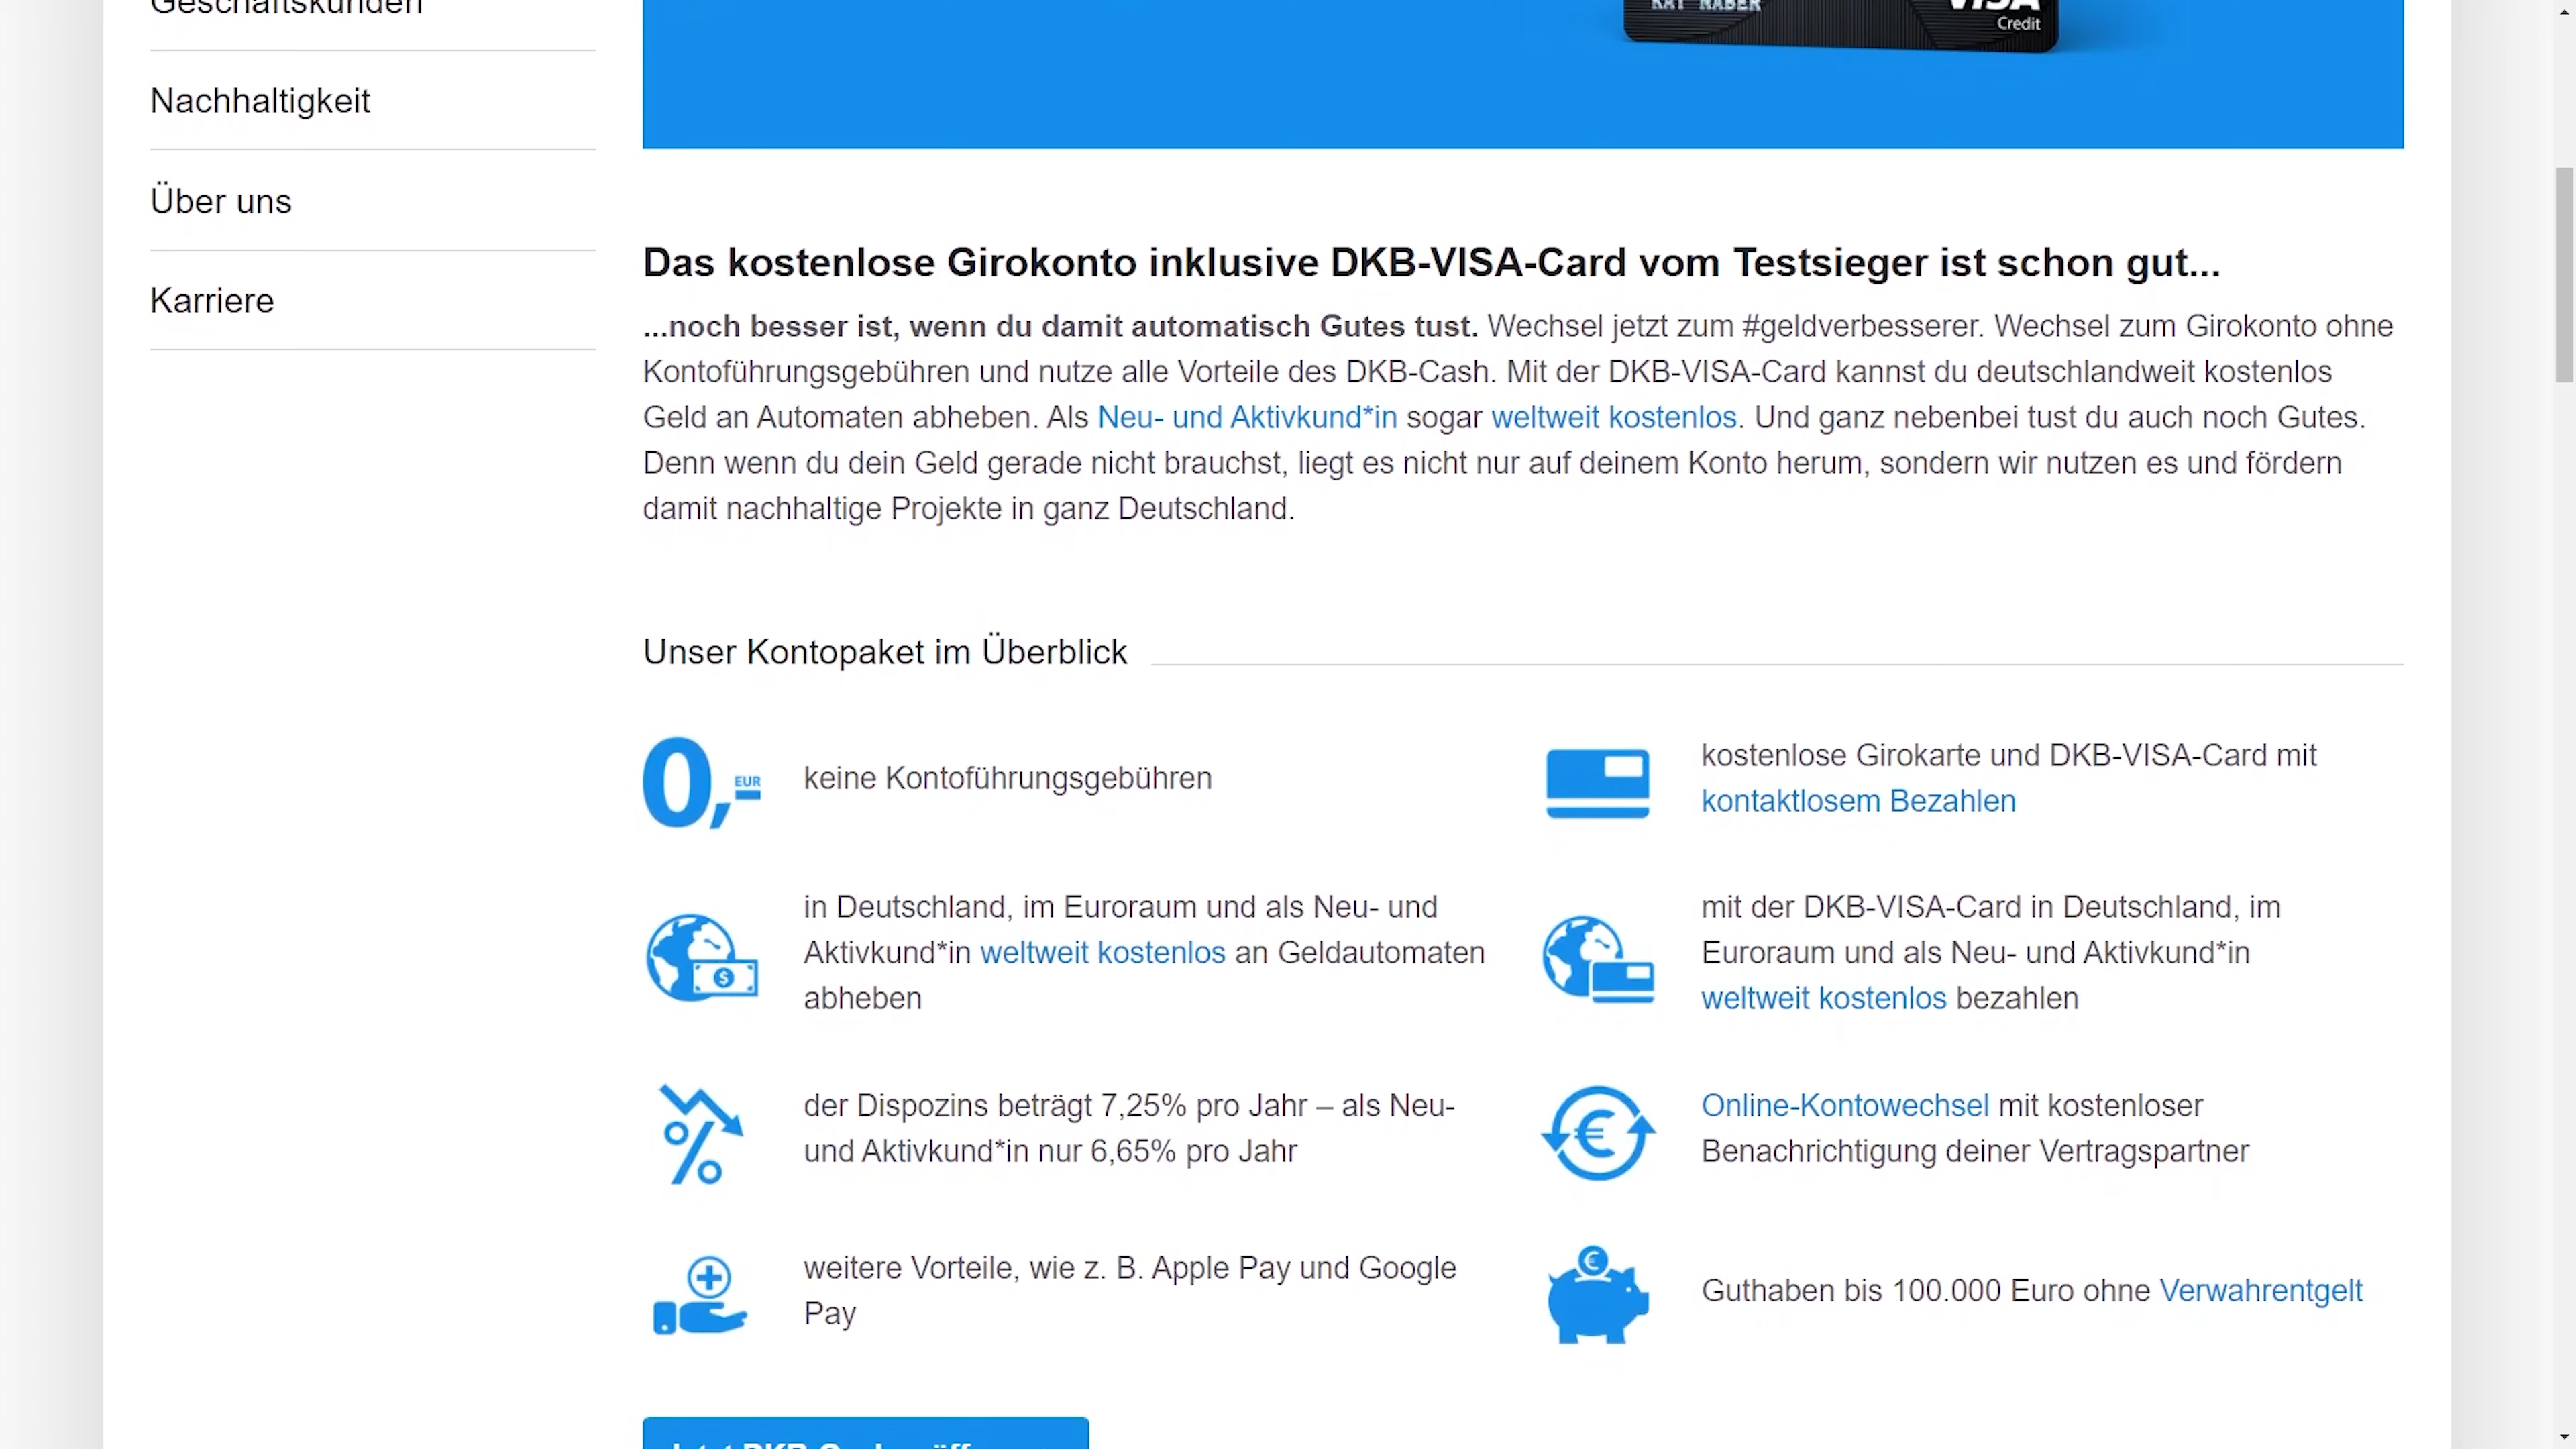 Geschäftskunden
Nachhaltigkeit
Über uns
Karriere
KAY NABER
VISA
Credit
Das kostenlose Girokonto inklusive DKB-VISA-Card vom Testsieger ist schon gut...
...noch besser ist, wenn du damit automatisch Gutes tust. Wechsel jetzt zum #geldverbesserer. Wechsel zum Girokonto ohne
Kontoführungsgebühren und nutze alle Vorteile des DKB-Cash. Mit der DKB-VISA-Card kannst du deutschlandweit kostenlos
Geld an Automaten abheben. Als Neu- und Aktivkund*in sogar weltweit kostenlos. Und ganz nebenbei tust du auch noch Gutes.
Denn wenn du dein Geld gerade nicht brauchst, liegt es nicht nur auf deinem Konto herum, sondern wir nutzen es und fördern
damit nachhaltige Projekte in ganz Deutschland.
Unser Kontopaket im Überblick
0,- EUR
keine Kontoführungsgebühren
kostenlose Girokarte und DKB-VISA-Card mit
kontaktlosem Bezahlen
in Deutschland, im Euroraum und als Neu- und
Aktivkund*in weltweit kostenlos an Geldautomaten
abheben
mit der DKB-VISA-Card in Deutschland, im
Euroraum und als Neu- und Aktivkund*in
weltweit kostenlos bezahlen
der Dispozins beträgt 7,25% pro Jahr – als Neu-
und Aktivkund*in nur 6,65% pro Jahr
Online-Kontowechsel mit kostenloser
Benachrichtigung deiner Vertragspartner
weitere Vorteile, wie z. B. Apple Pay und Google
Pay
Guthaben bis 100.000 Euro ohne Verwahrentgelt